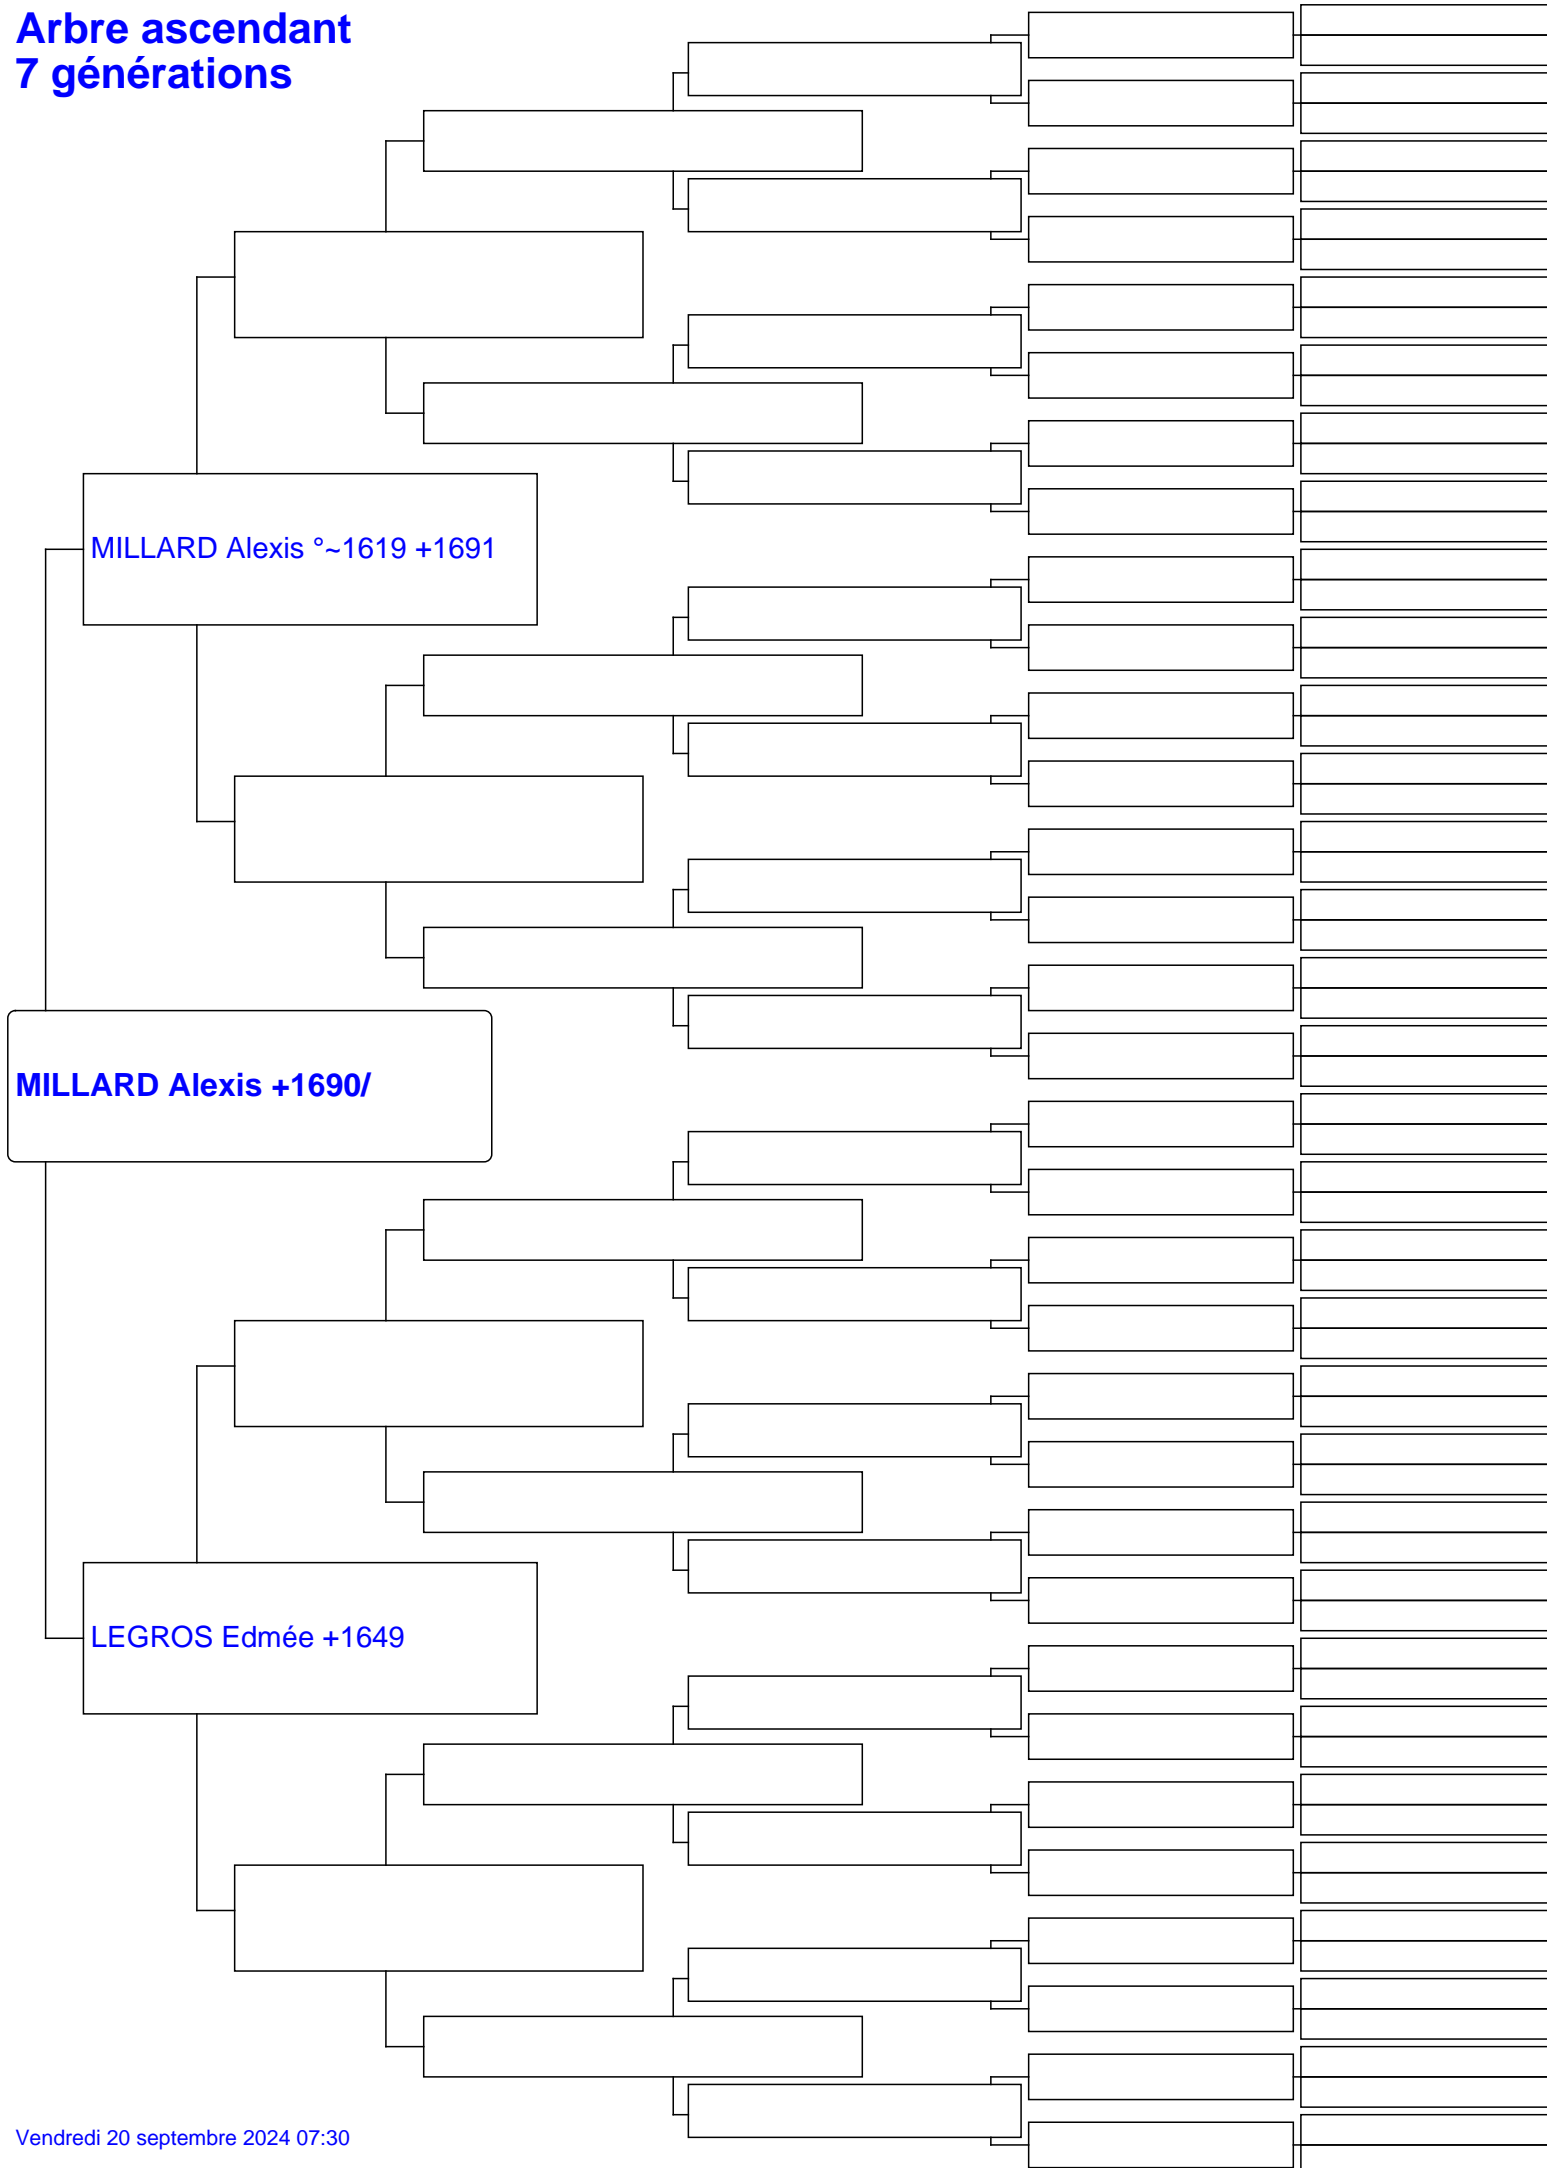 Arbre ascendant
7 générations
MILLARD Alexis °~1619 +1691
MILLARD Alexis +1690/
LEGROS Edmée +1649
Vendredi 20 septembre 2024 07:30